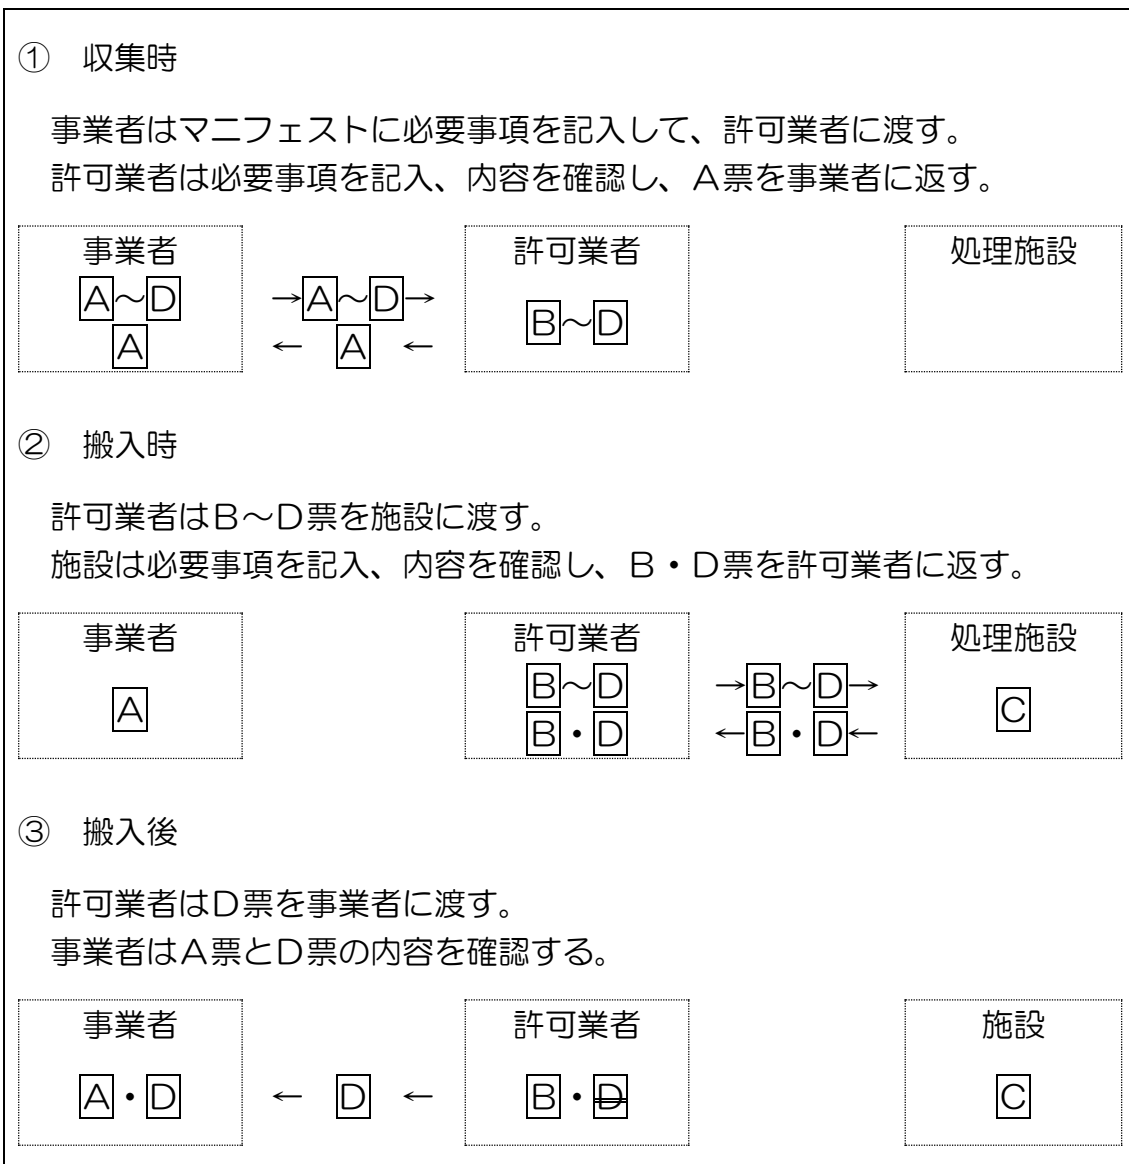 ① 収集時
事業者はマニフェストに必要事項を記入して、許可業者に渡す。
許可業者は必要事項を記入、内容を確認し、A票を事業者に返す。
事業者 許可業者 処理施設
A～D →A～D→ B～D
A ← A ←
② 搬入時
許可業者はB～D票を施設に渡す。
施設は必要事項を記入、内容を確認し、B・D票を許可業者に返す。
事業者 許可業者 処理施設
A B～D →B～D→ C
B・D ←B・D←
③ 搬入後
許可業者はD票を事業者に渡す。
事業者はA票とD票の内容を確認する。
事業者 許可業者 施設
A・D ← D ← B・D C